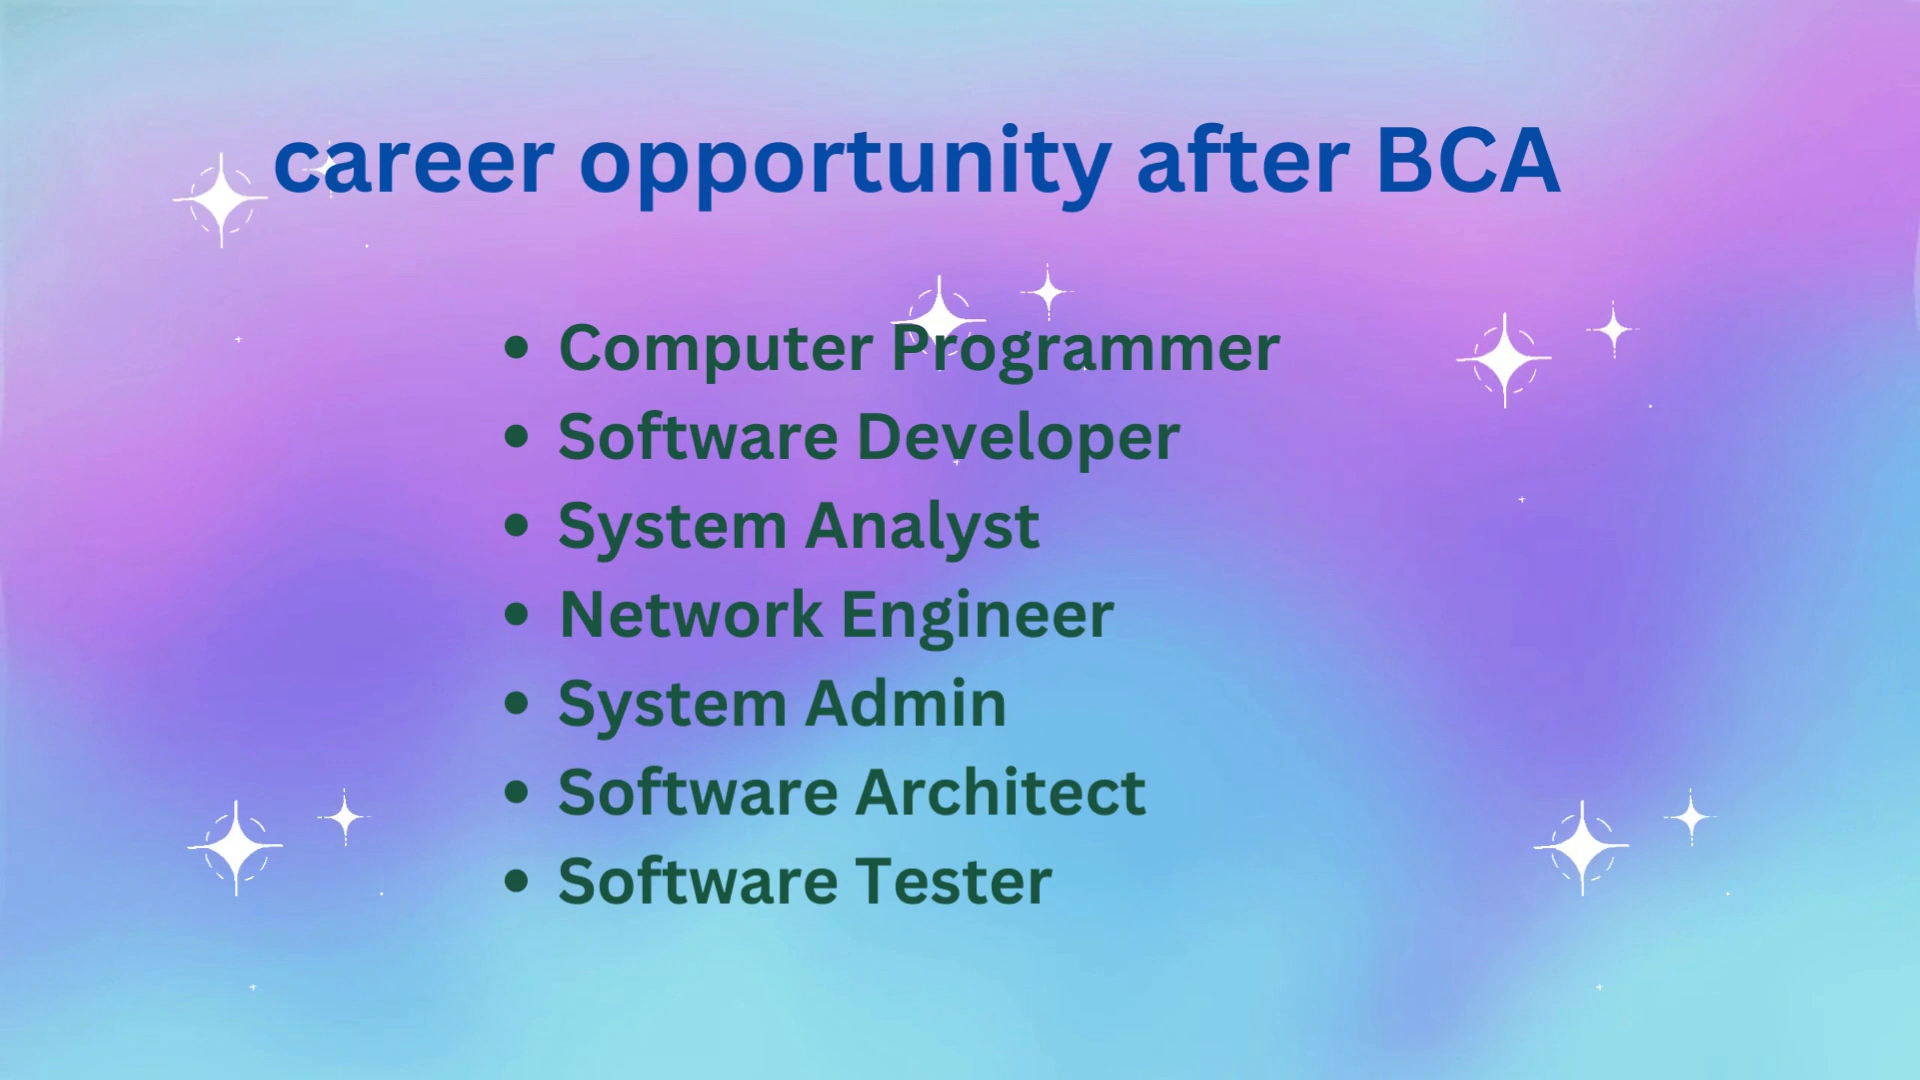 career opportunity after BCA
• Computer Programmer
• Software Developer
• System Analyst
• Network Engineer
• System Admin
• Software Architect
• Software Tester